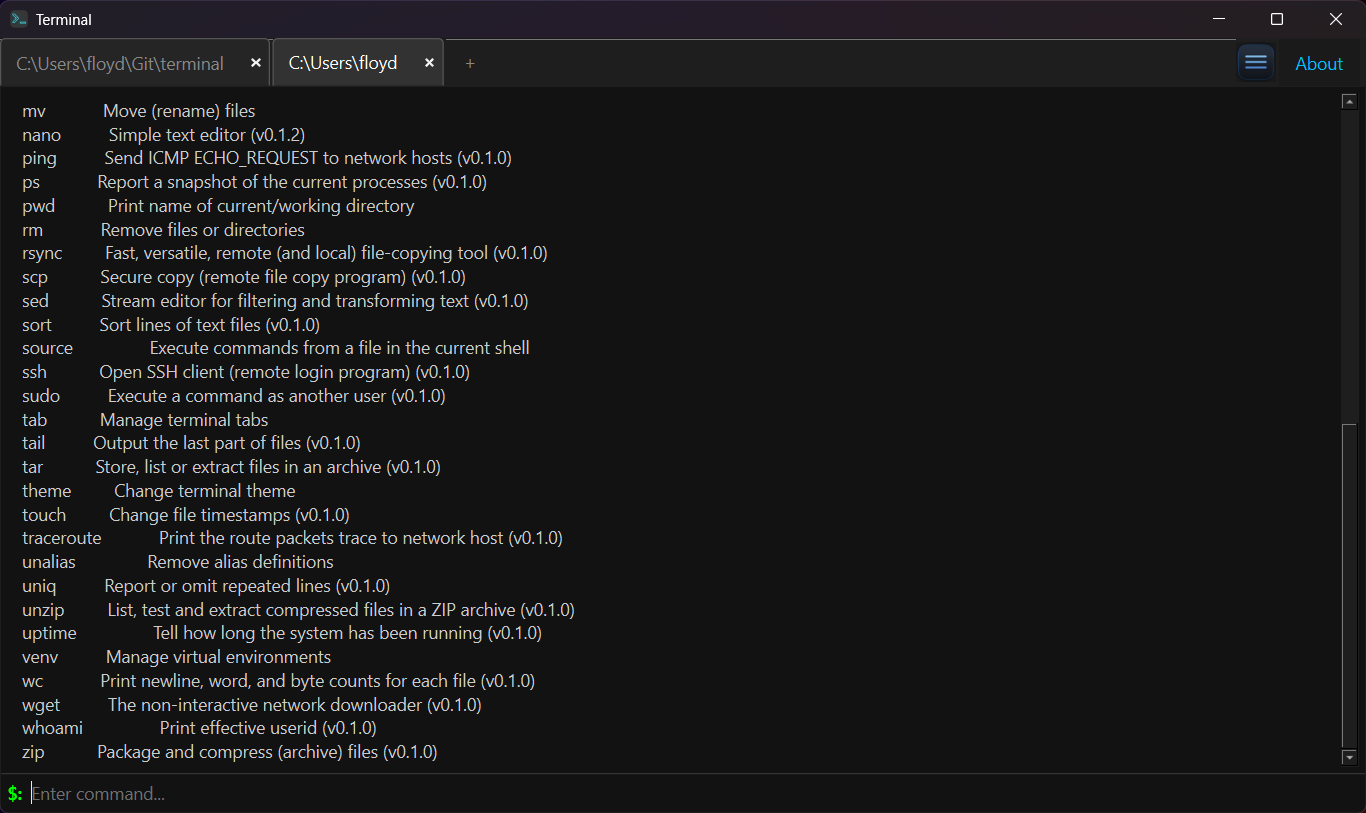 Terminal
C:\Users\floyd\Git\terminal × C:\Users\floyd × + About
mv Move (rename) files
nano Simple text editor (v0.1.2)
ping Send ICMP ECHO_REQUEST to network hosts (v0.1.0)
ps Report a snapshot of the current processes (v0.1.0)
pwd Print name of current/working directory
rm Remove files or directories
rsync Fast, versatile, remote (and local) file-copying tool (v0.1.0)
scp Secure copy (remote file copy program) (v0.1.0)
sed Stream editor for filtering and transforming text (v0.1.0)
sort Sort lines of text files (v0.1.0)
source Execute commands from a file in the current shell
ssh Open SSH client (remote login program) (v0.1.0)
sudo Execute a command as another user (v0.1.0)
tab Manage terminal tabs
tail Output the last part of files (v0.1.0)
tar Store, list or extract files in an archive (v0.1.0)
theme Change terminal theme
touch Change file timestamps (v0.1.0)
traceroute Print the route packets trace to network host (v0.1.0)
unalias Remove alias definitions
uniq Report or omit repeated lines (v0.1.0)
unzip List, test and extract compressed files in a ZIP archive (v0.1.0)
uptime Tell how long the system has been running (v0.1.0)
venv Manage virtual environments
wc Print newline, word, and byte counts for each file (v0.1.0)
wget The non-interactive network downloader (v0.1.0)
whoami Print effective userid (v0.1.0)
zip Package and compress (archive) files (v0.1.0)
$: Enter command...